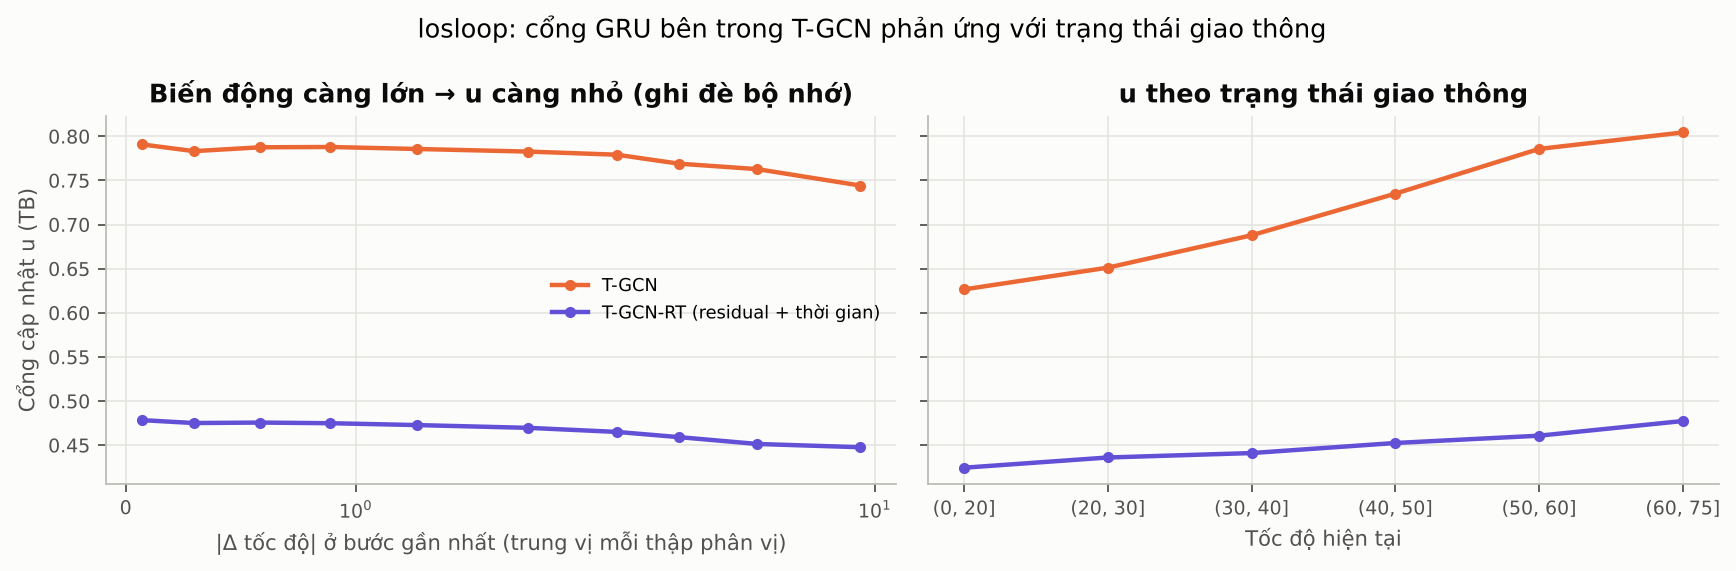 losloop: cổng GRU bên trong T-GCN phản ứng với trạng thái giao thông
Biến động càng lớn → u càng nhỏ (ghi đè bộ nhớ)
Cổng cập nhật u (TB)
0.80
0.75
0.70
0.65
0.60
0.55
0.50
0.45
T-GCN
T-GCN-RT (residual + thời gian)
0
10⁰
10¹
|Δ tốc độ| ở bước gần nhất (trung vị mỗi thập phân vị)
u theo trạng thái giao thông
(0, 20]
(20, 30]
(30, 40]
(40, 50]
(50, 60]
(60, 75]
Tốc độ hiện tại